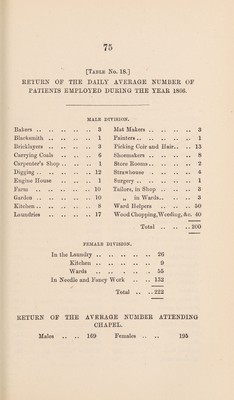 75
[Table No. 18.]
RETURN OF THE DAILY AVERAGE NUMBER OF
PATIENTS EMPLOYED DURING THE YEAR 1866.
MALE DIVISION.
Bakers .. .. .. .. 3
Blacksmith .. .. .. 1
Bricklayers .. .. .. 3
Carrying Coals .. .. 6
Carpenter's Shop .. .. 1
Digging .. .. .. .. 12
Engine House .. .. 1
Farm .. .. .. .. 10
Garden .. .. .. .. 10
Kitchen .. .. .. .. 8
Laundries .. .. .. 17
Mat Makers .. .. .. 3
Painters .. .. .. .. 1
Picking Coir and Hair .. .. 13
Shoemakers .. .. .. 8
Store Rooms .. .. .. 2
Strawhouse .. .. .. 4
Surgery .. .. .. .. 1
Tailors, in Shop .. .. 3
„ in Wards .. .. 3
Ward Helpers .. .. 50
Wood Chopping, Weeding, &c. 40
Total .. .. .. 200
FEMALE DIVISION.
In the Laundry .. .. .. .. 26
Kitchen .. .. .. .. 9
Wards .. .. .. .. 55
In Needle and Fancy Work .. .. 132
Total .. .. 222
RETURN OF THE AVERAGE NUMBER ATTENDING
CHAPEL.
Males .. .. 169 Females .. .. 195